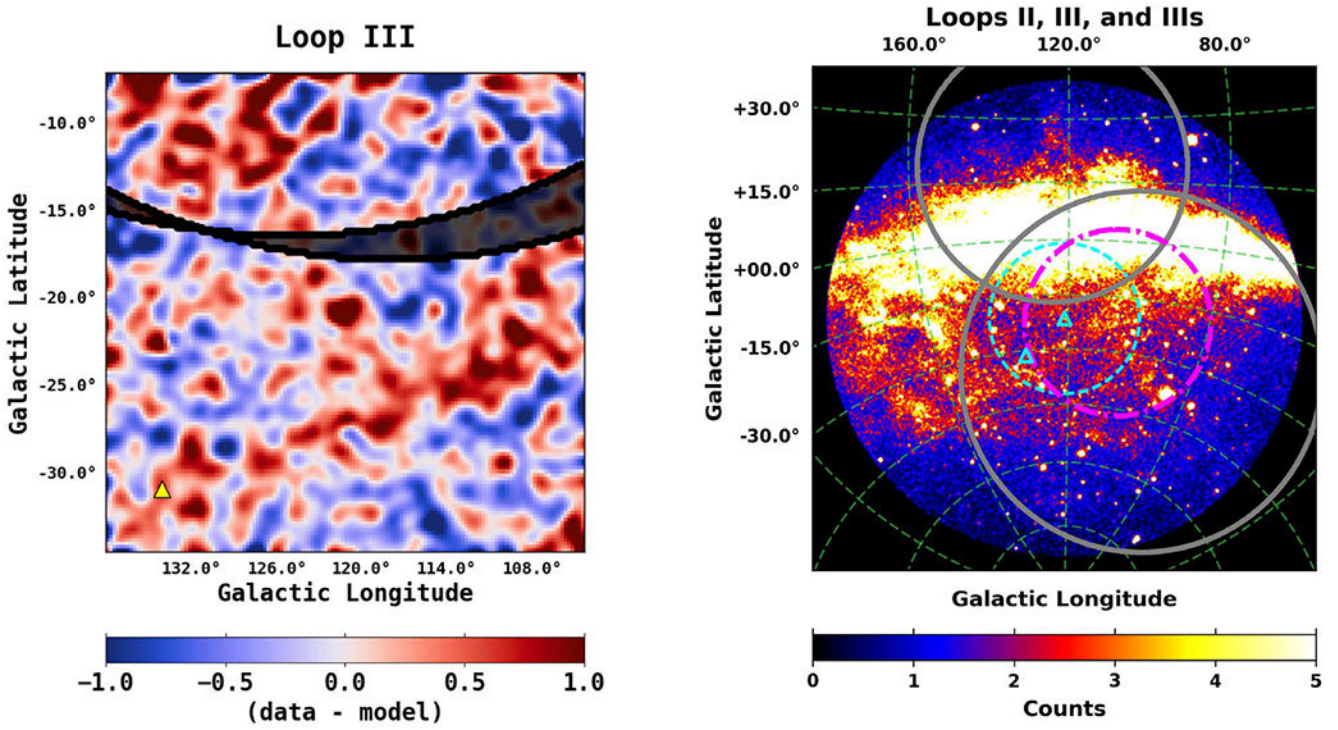 Loop III
-10.0°
-15.0°
-20.0°
-25.0°
-30.0°
Galactic Latitude
132.0° 126.0° 120.0° 114.0° 108.0°
Galactic Longitude
−1.0 −0.5 0.0 0.5 1.0
(data - model)
Loops II, III, and IIIs
160.0° 120.0° 80.0°
+30.0°
+15.0°
+00.0°
-15.0°
-30.0°
Galactic Latitude
Galactic Longitude
0 1 2 3 4 5
Counts